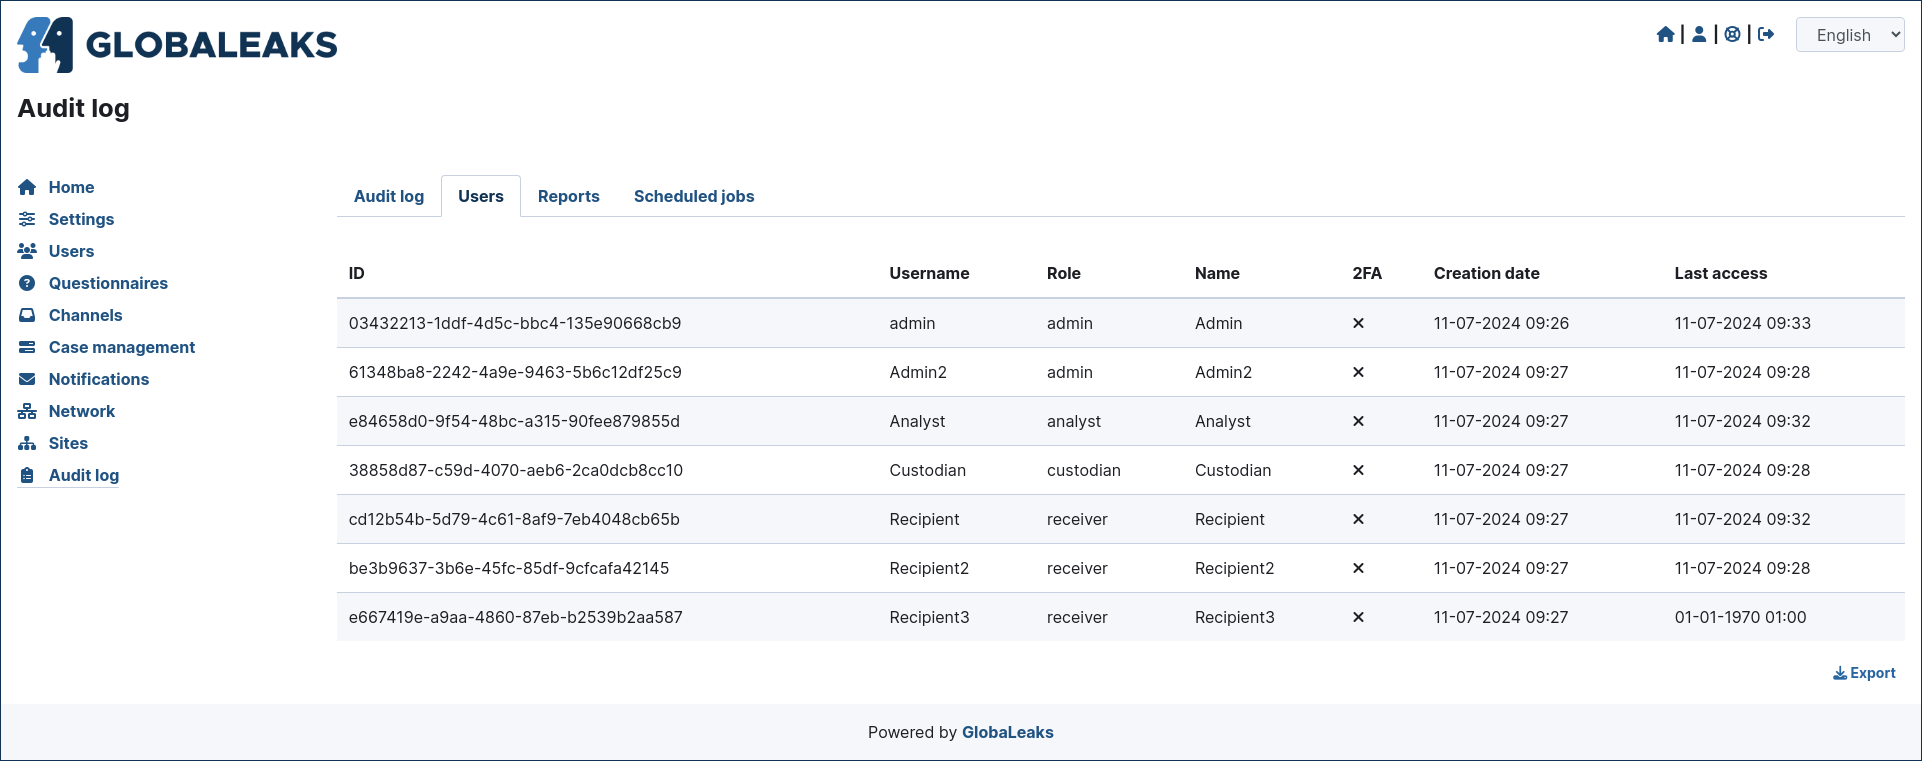 GLOBALEAKS
| | |
English
Audit log
Home
Settings
Users
Questionnaires
Channels
Case management
Notifications
Network
Sites
Audit log
Audit log Users Reports Scheduled jobs
ID Username Role Name 2FA Creation date Last access
03432213-1ddf-4d5c-bbc4-135e90668cb9 admin admin Admin 11-07-2024 09:26 11-07-2024 09:33
61348ba8-2242-4a9e-9463-5b6c12df25c9 Admin2 admin Admin2 11-07-2024 09:27 11-07-2024 09:28
e84658d0-9f54-48bc-a315-90fee879855d Analyst analyst Analyst 11-07-2024 09:27 11-07-2024 09:32
38858d87-c59d-4070-aeb6-2ca0dcb8cc10 Custodian custodian Custodian 11-07-2024 09:27 11-07-2024 09:28
cd12b54b-5d79-4c61-8af9-7eb4048cb65b Recipient receiver Recipient 11-07-2024 09:27 11-07-2024 09:32
be3b9637-3b6e-45fc-85df-9cfcafa42145 Recipient2 receiver Recipient2 11-07-2024 09:27 11-07-2024 09:28
e667419e-a9aa-4860-87eb-b2539b2aa587 Recipient3 receiver Recipient3 11-07-2024 09:27 01-01-1970 01:00
Export
Powered by GlobaLeaks